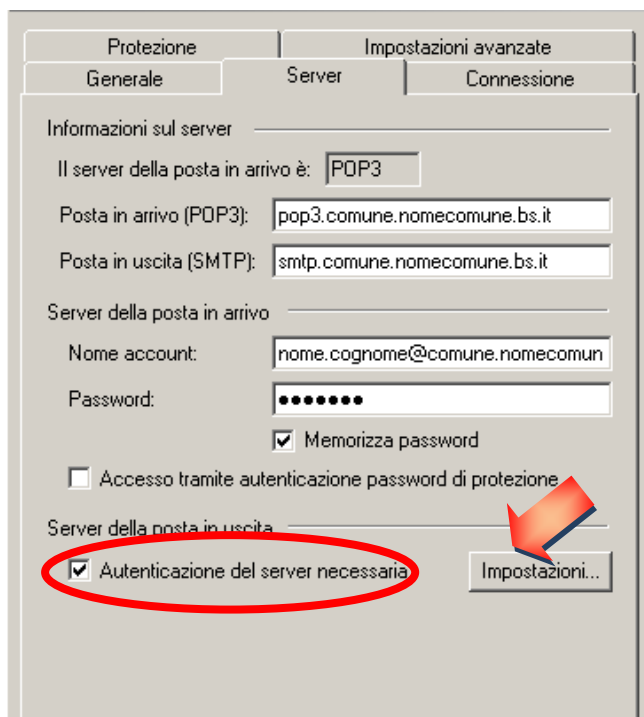 Protezione Impostazioni avanzate
Generale Server Connessione
Informazioni sul server
Il server della posta in arrivo è: POP3
Posta in arrivo (POP3): pop3.comune.nomecomune.bs.it
Posta in uscita (SMTP): smtp.comune.nomecomune.bs.it
Server della posta in arrivo
Nome account: nome.cognome@comune.nomecomun
Password: •••••••
Memorizza password
Accesso tramite autenticazione password di protezione
Server della posta in uscita
Autenticazione del server necessaria Impostazioni...